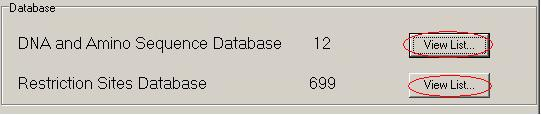 Database
DNA and Amino Sequence Database 12 View List...
Restriction Sites Database 699 View List...